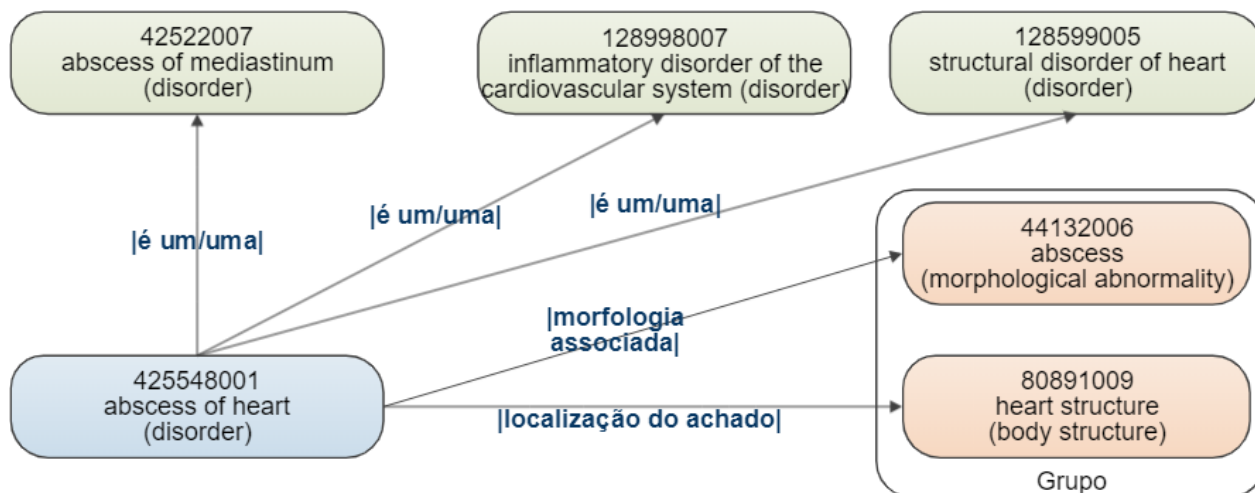 42522007
abscess of mediastinum
(disorder)
128998007
inflammatory disorder of the
cardiovascular system (disorder)
128599005
structural disorder of heart
(disorder)
|é um/uma|
|é um/uma|
|é um/uma|
44132006
abscess
(morphological abnormality)
|morfologia
associada|
425548001
abscess of heart
(disorder)
|localização do achado|
80891009
heart structure
(body structure)
Grupo